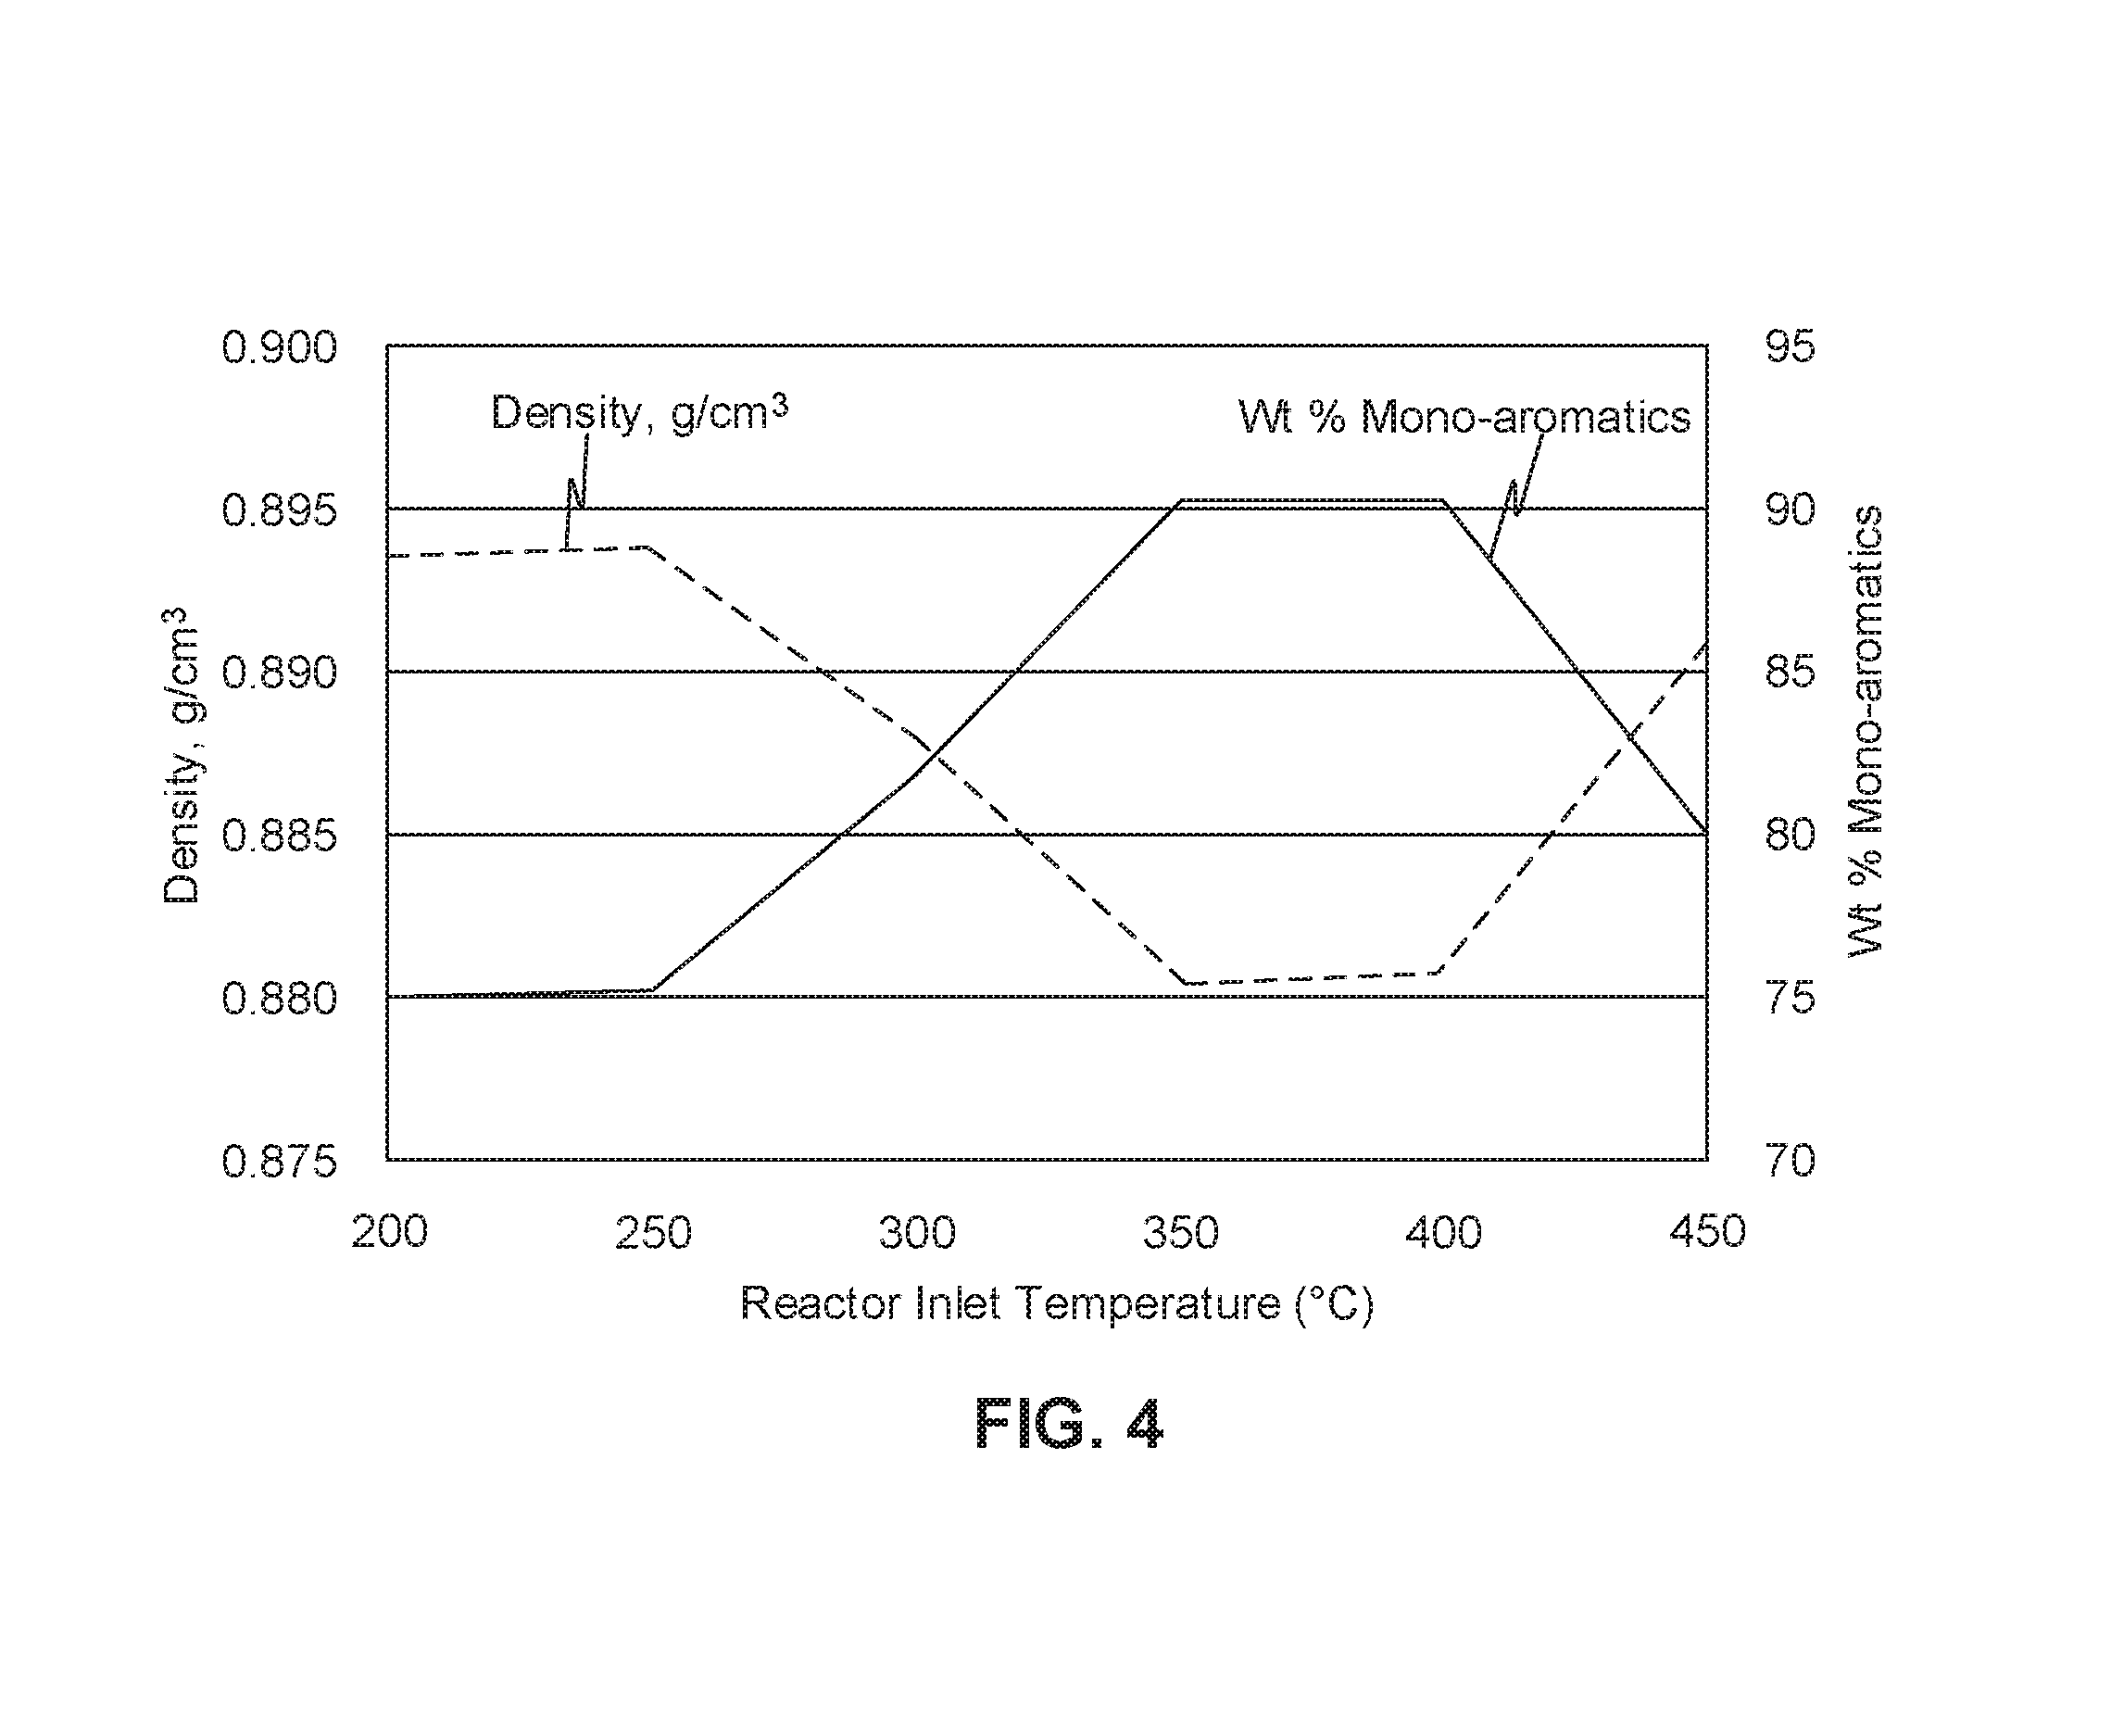 0.900
95
Density, g/cm³
Wt % Mono-aromatics
0.895
90
0.890
85
0.885
80
0.880
75
0.875
70
Density, g/cm³
Wt % Mono-aromatics
200 250 300 350 400 450
Reactor Inlet Temperature (°C)
FIG. 4